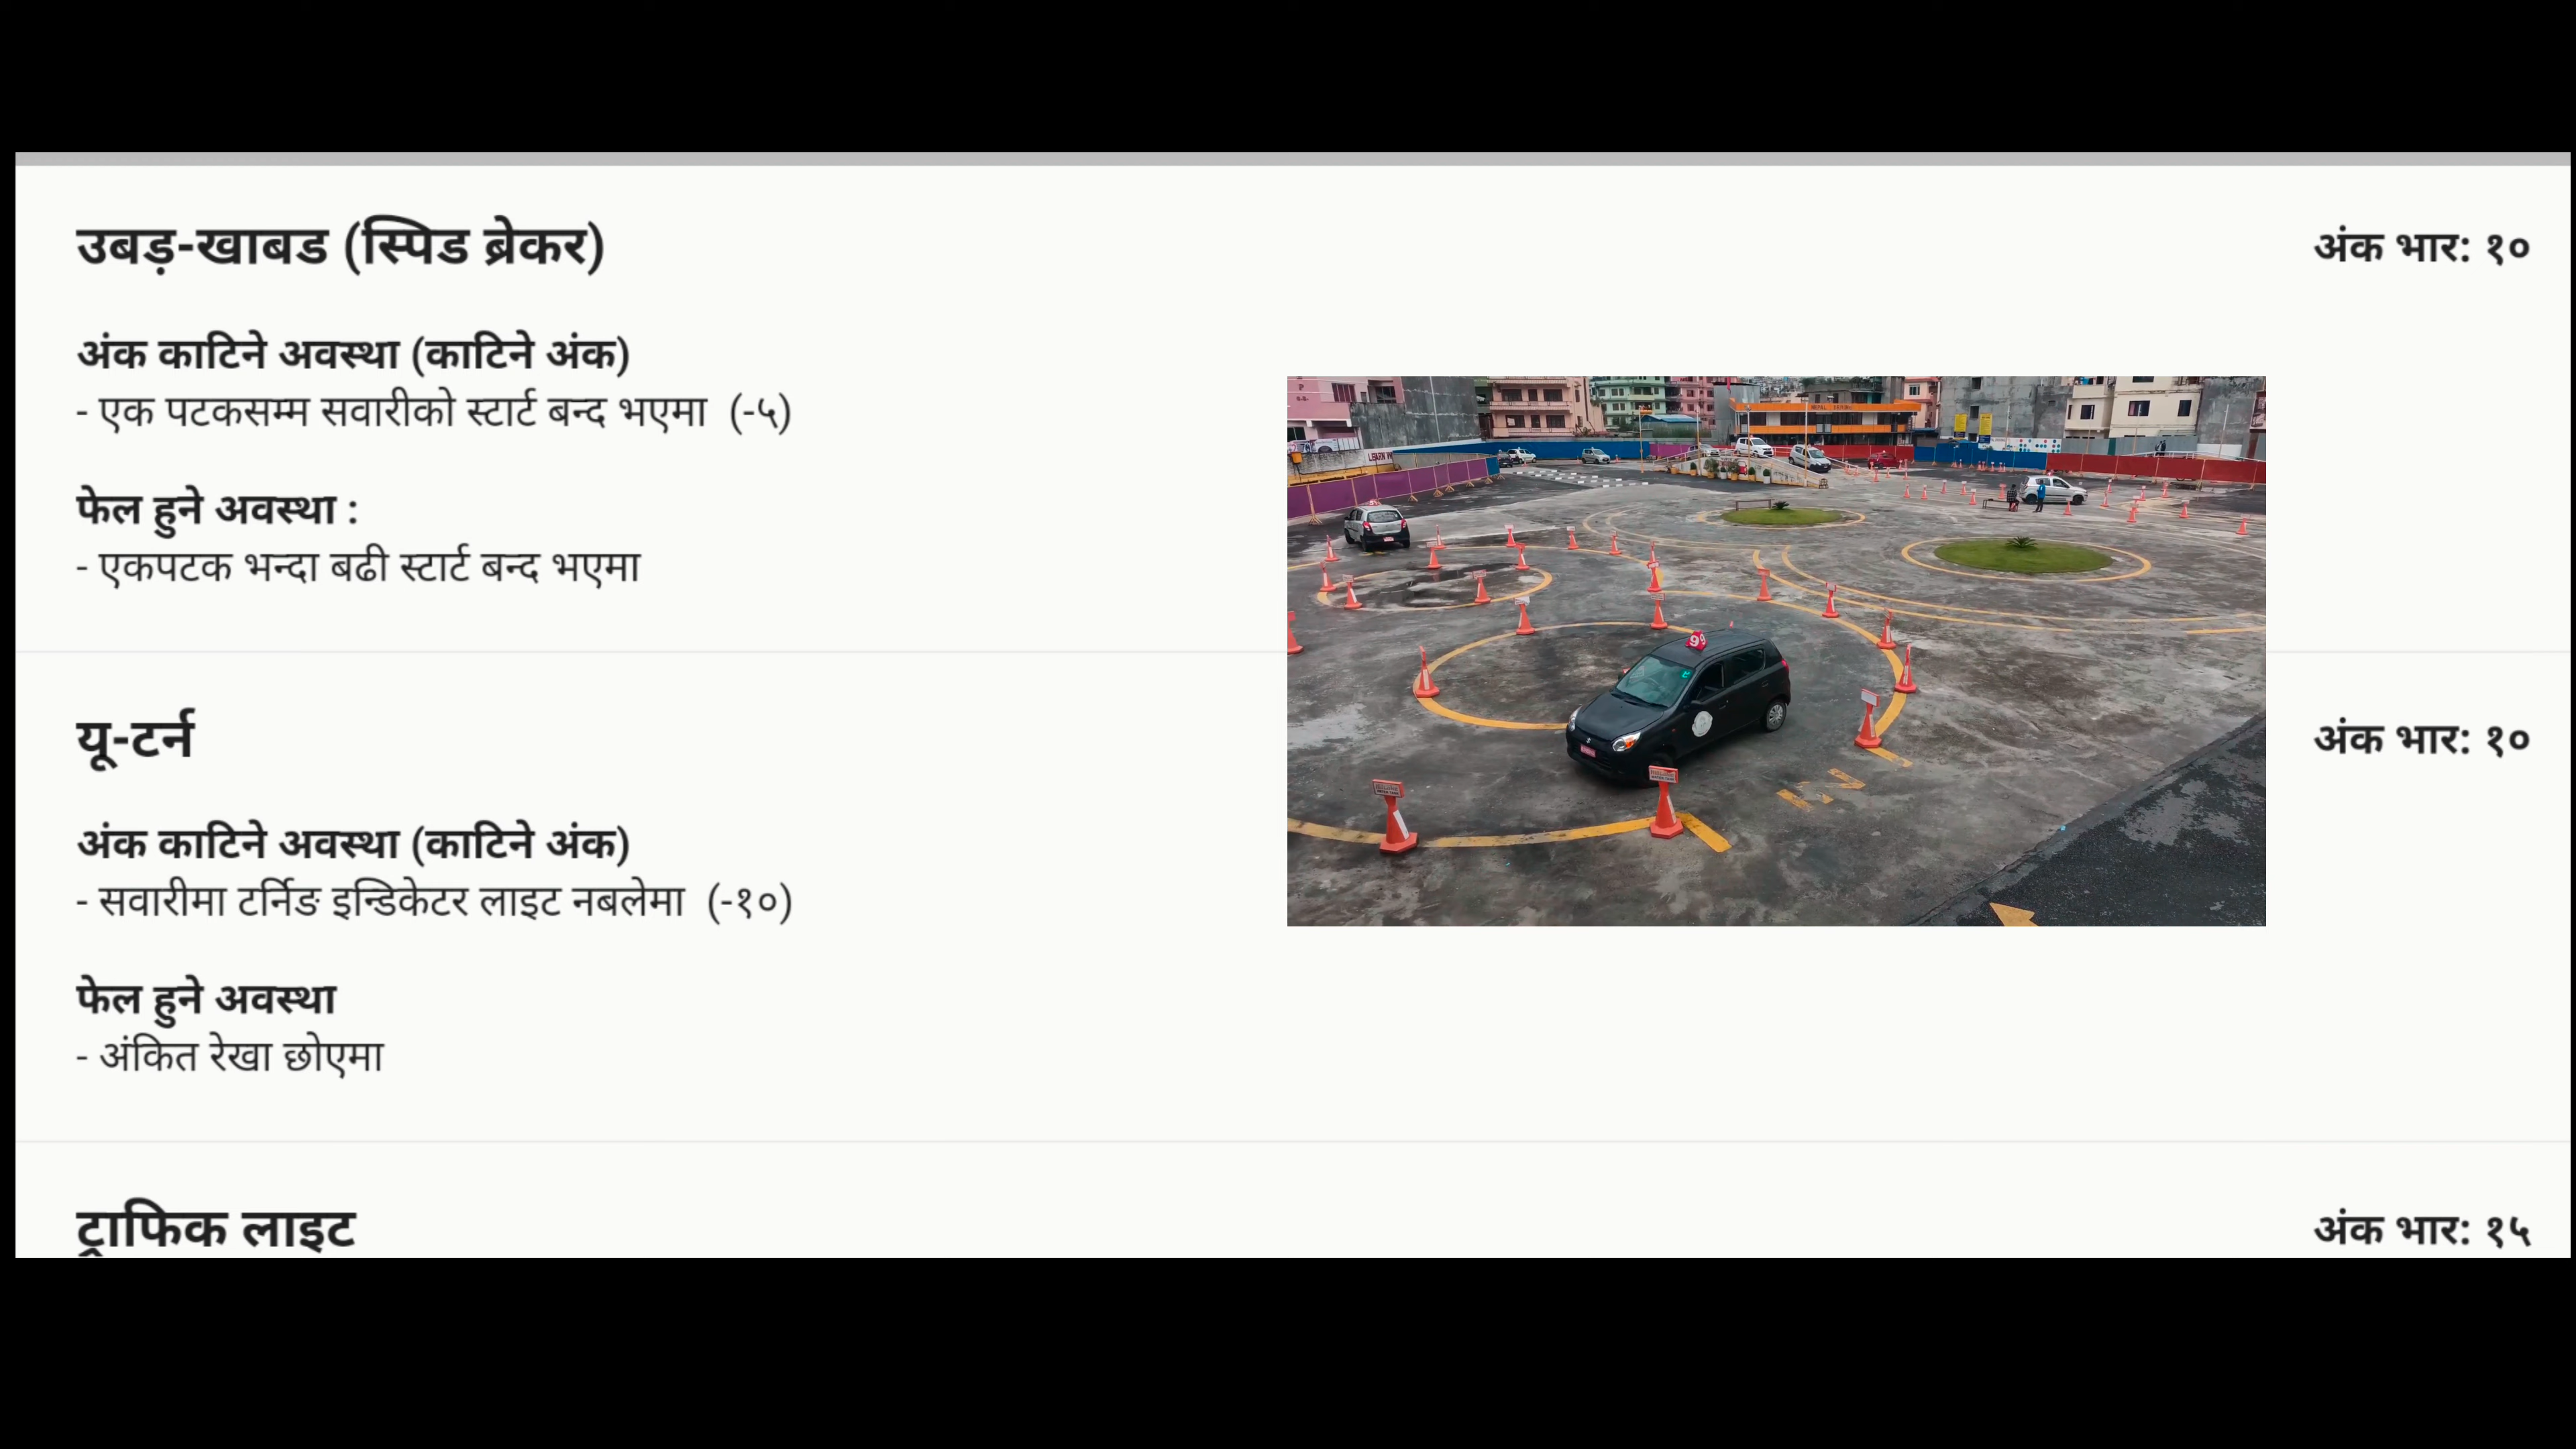 उबड़-खाबड (स्पिड ब्रेकर)
अंक भार: १०
अंक काटिने अवस्था (काटिने अंक)
- एक पटकसम्म सवारीको स्टार्ट बन्द भएमा (-५)
फेल हुने अवस्था :
- एकपटक भन्दा बढी स्टार्ट बन्द भएमा
यू-टर्न
अंक भार: १०
अंक काटिने अवस्था (काटिने अंक)
- सवारीमा टर्निङ इन्डिकेटर लाइट नबलेमा (-१०)
फेल हुने अवस्था
- अंकित रेखा छोएमा
ट्राफिक लाइट
अंक भार: १५